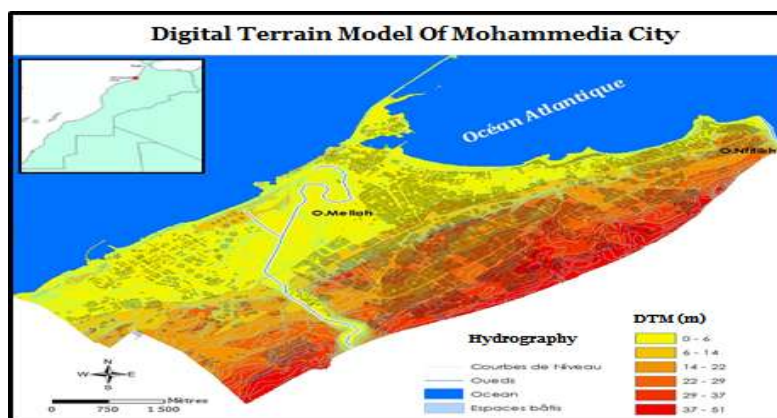 Digital Terrain Model Of Mohammedia City
Océan Atlantique
O.Nfifikh
O.Mellah
Hydrography
Courbes de Niveau
Oueds
Ocean
Espaces bâtis
DTM (m)
0 - 6
6 - 14
14 - 22
22 - 29
29 - 37
37 - 51
N
W E
S
Mètres
0 750 1 500